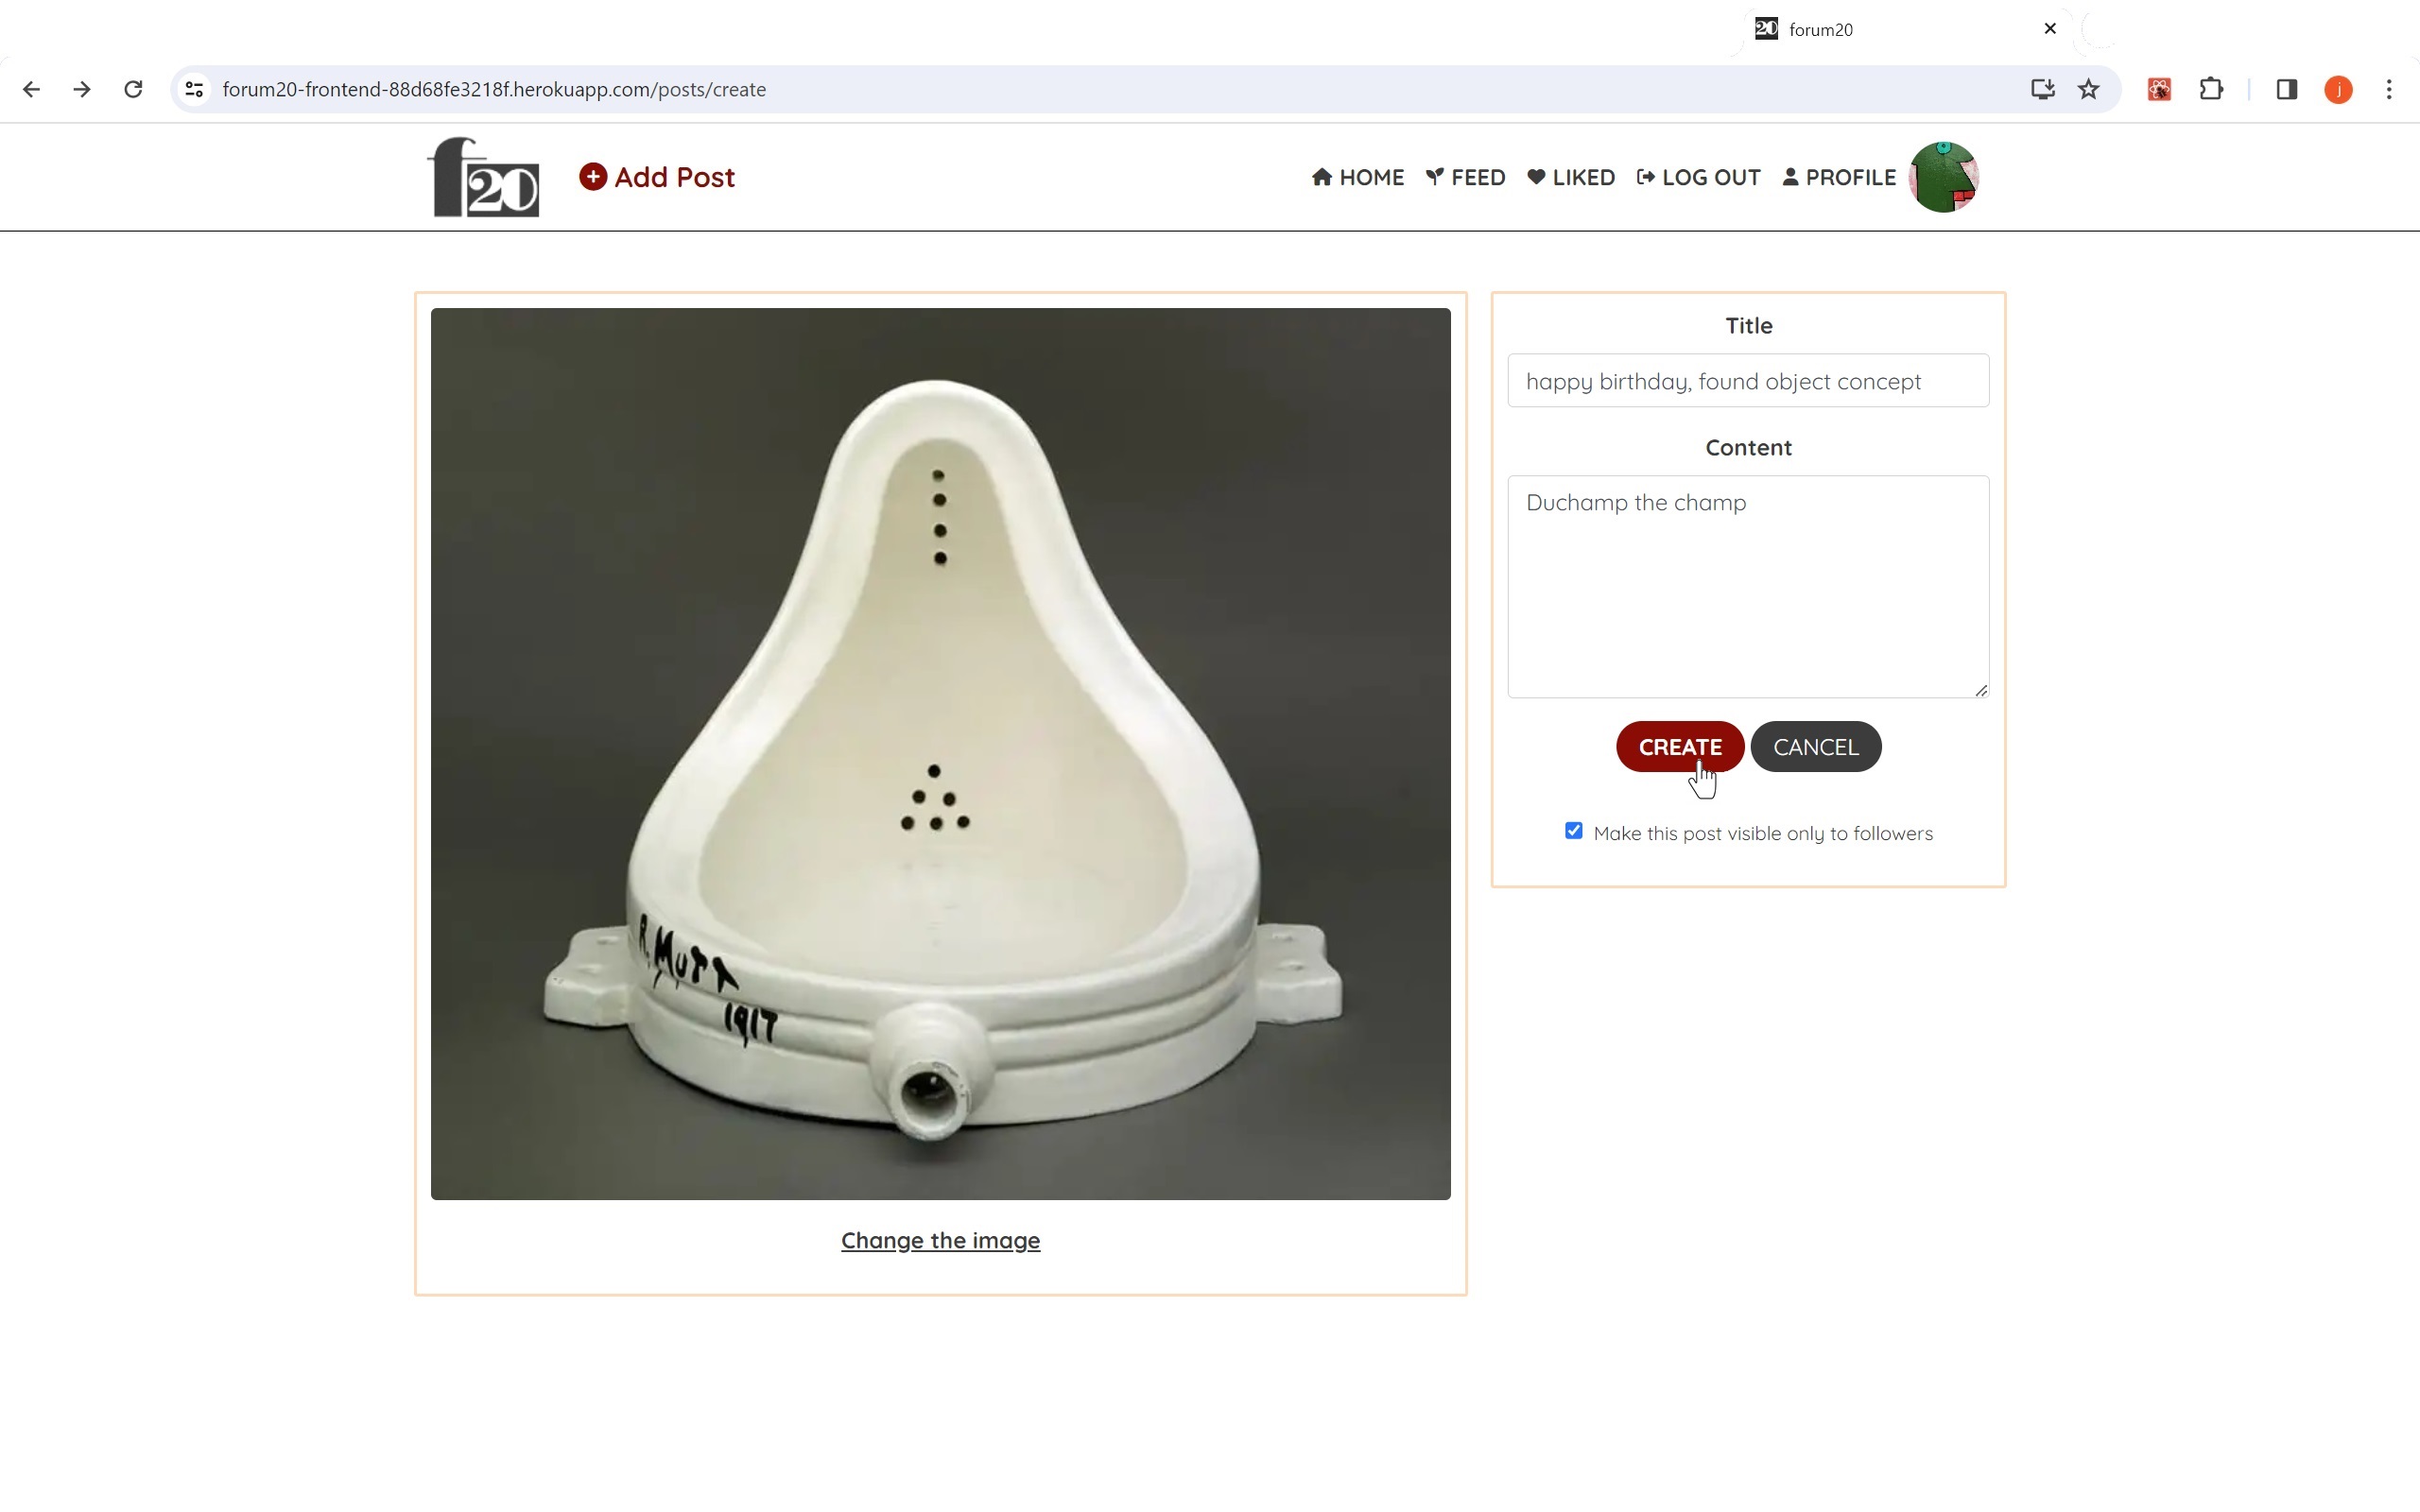 20 forum20
forum20-frontend-88d68fe3218f.herokuapp.com/posts/create
j
f20
Add Post
HOME FEED LIKED LOG OUT PROFILE
Title
happy birthday, found object concept
Content
Duchamp the champ
CREATE CANCEL
Make this post visible only to followers
R. MUTT
1917
Change the image